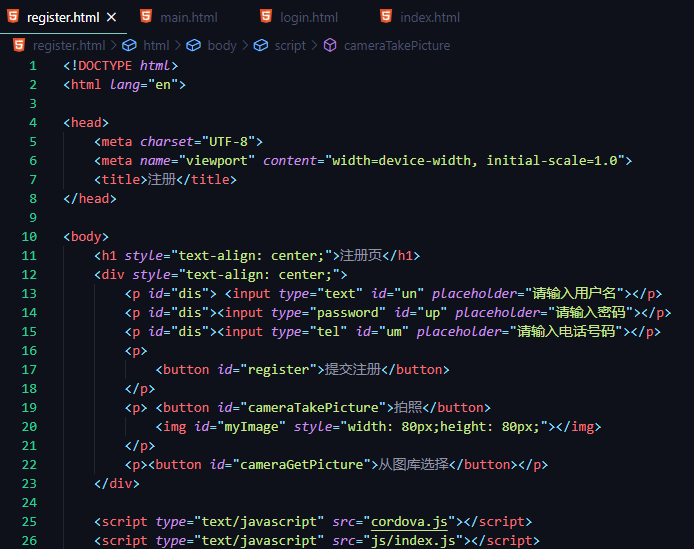 register.html × main.html login.html index.html
register.html > html > body > script > cameraTakePicture
1 <!DOCTYPE html>
2 <html lang="en">
3
4 <head>
5 <meta charset="UTF-8">
6 <meta name="viewport" content="width=device-width, initial-scale=1.0">
7 <title>注册</title>
8 </head>
9
10 <body>
11 <h1 style="text-align: center;">注册页</h1>
12 <div style="text-align: center;">
13 <p id="dis"> <input type="text" id="un" placeholder="请输入用户名"></p>
14 <p id="dis"><input type="password" id="up" placeholder="请输入密码"></p>
15 <p id="dis"><input type="tel" id="um" placeholder="请输入电话号码"></p>
16 <p>
17 <button id="register">提交注册</button>
18 </p>
19 <p> <button id="cameraTakePicture">拍照</button>
20 <img id="myImage" style="width: 80px;height: 80px;"></img>
21 </p>
22 <p><button id="cameraGetPicture">从图库选择</button></p>
23 </div>
24
25 <script type="text/javascript" src="cordova.js"></script>
26 <script type="text/javascript" src="js/index.js"></script>